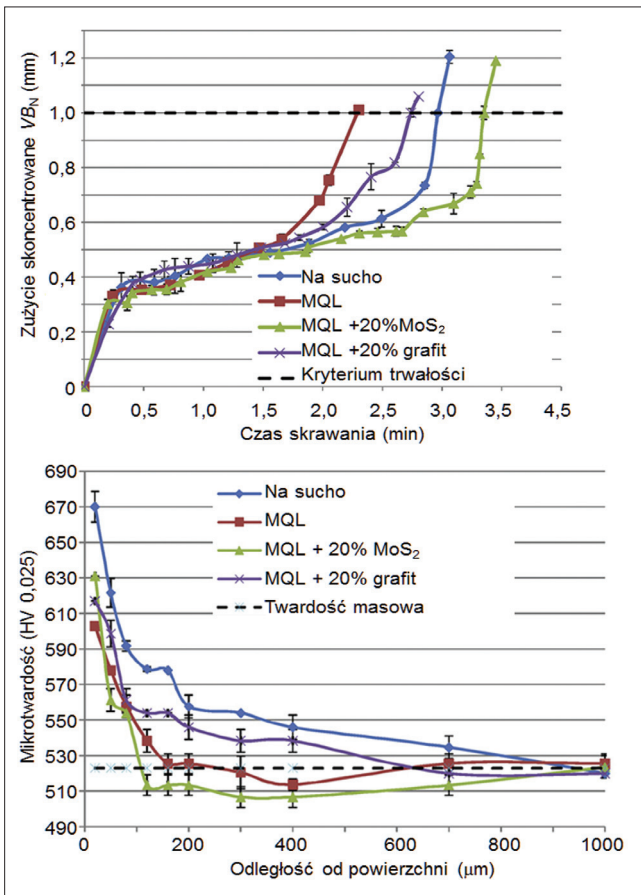 Zużycie skoncentrowane VB_N (mm)
1,2
1,0
0,8
0,6
0,4
0,2
0
Na sucho
MQL
MQL +20%MoS₂
MQL +20% grafit
Kryterium trwałości
0 0,5 1,0 1,5 2,0 2,5 3,0 3,5 4,5
Czas skrawania (min)
Mikrotwardość (HV 0,025)
690
670
650
630
610
590
570
550
530
510
490
Na sucho
MQL
MQL + 20% MoS₂
MQL + 20% grafit
Twardość masowa
0 200 400 600 800 1000
Odległość od powierzchni (μm)